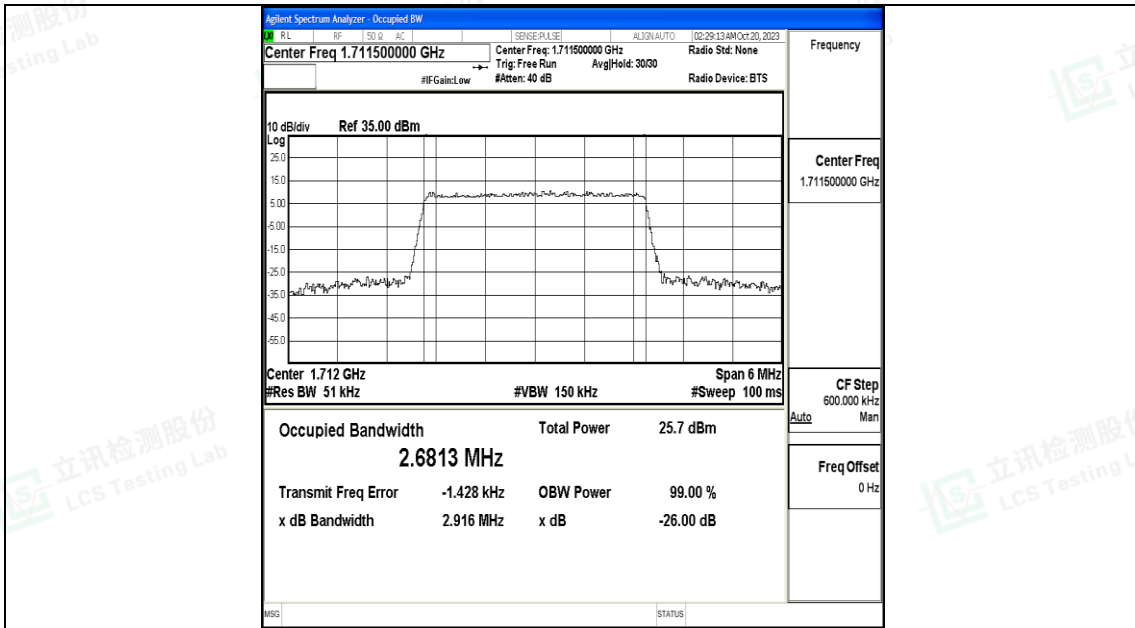 Agilent Spectrum Analyzer - Occupied BW
RL RF 50 Ω AC SENSE:PULSE ALIGN AUTO 02:29:13 AM Oct 20, 2023
Center Freq 1.711500000 GHz
Center Freq: 1.711500000 GHz Radio Std: None
Trig: Free Run Avg|Hold: 30/30
#IFGain:Low #Atten: 40 dB Radio Device: BTS
10 dB/div Ref 35.00 dBm
Log
25.0
15.0
5.00
-5.00
-15.0
-25.0
-35.0
-45.0
-55.0
Center 1.712 GHz Span 6 MHz
#Res BW 51 kHz #VBW 150 kHz #Sweep 100 ms
Occupied Bandwidth Total Power 25.7 dBm
2.6813 MHz
Transmit Freq Error -1.428 kHz OBW Power 99.00 %
x dB Bandwidth 2.916 MHz x dB -26.00 dB
MSG STATUS
Frequency
Center Freq
1.711500000 GHz
CF Step
600.000 kHz
Auto Man
Freq Offset
0 Hz
立讯检测股份
LCS Testing Lab
立讯检测股份
LCS Testing L